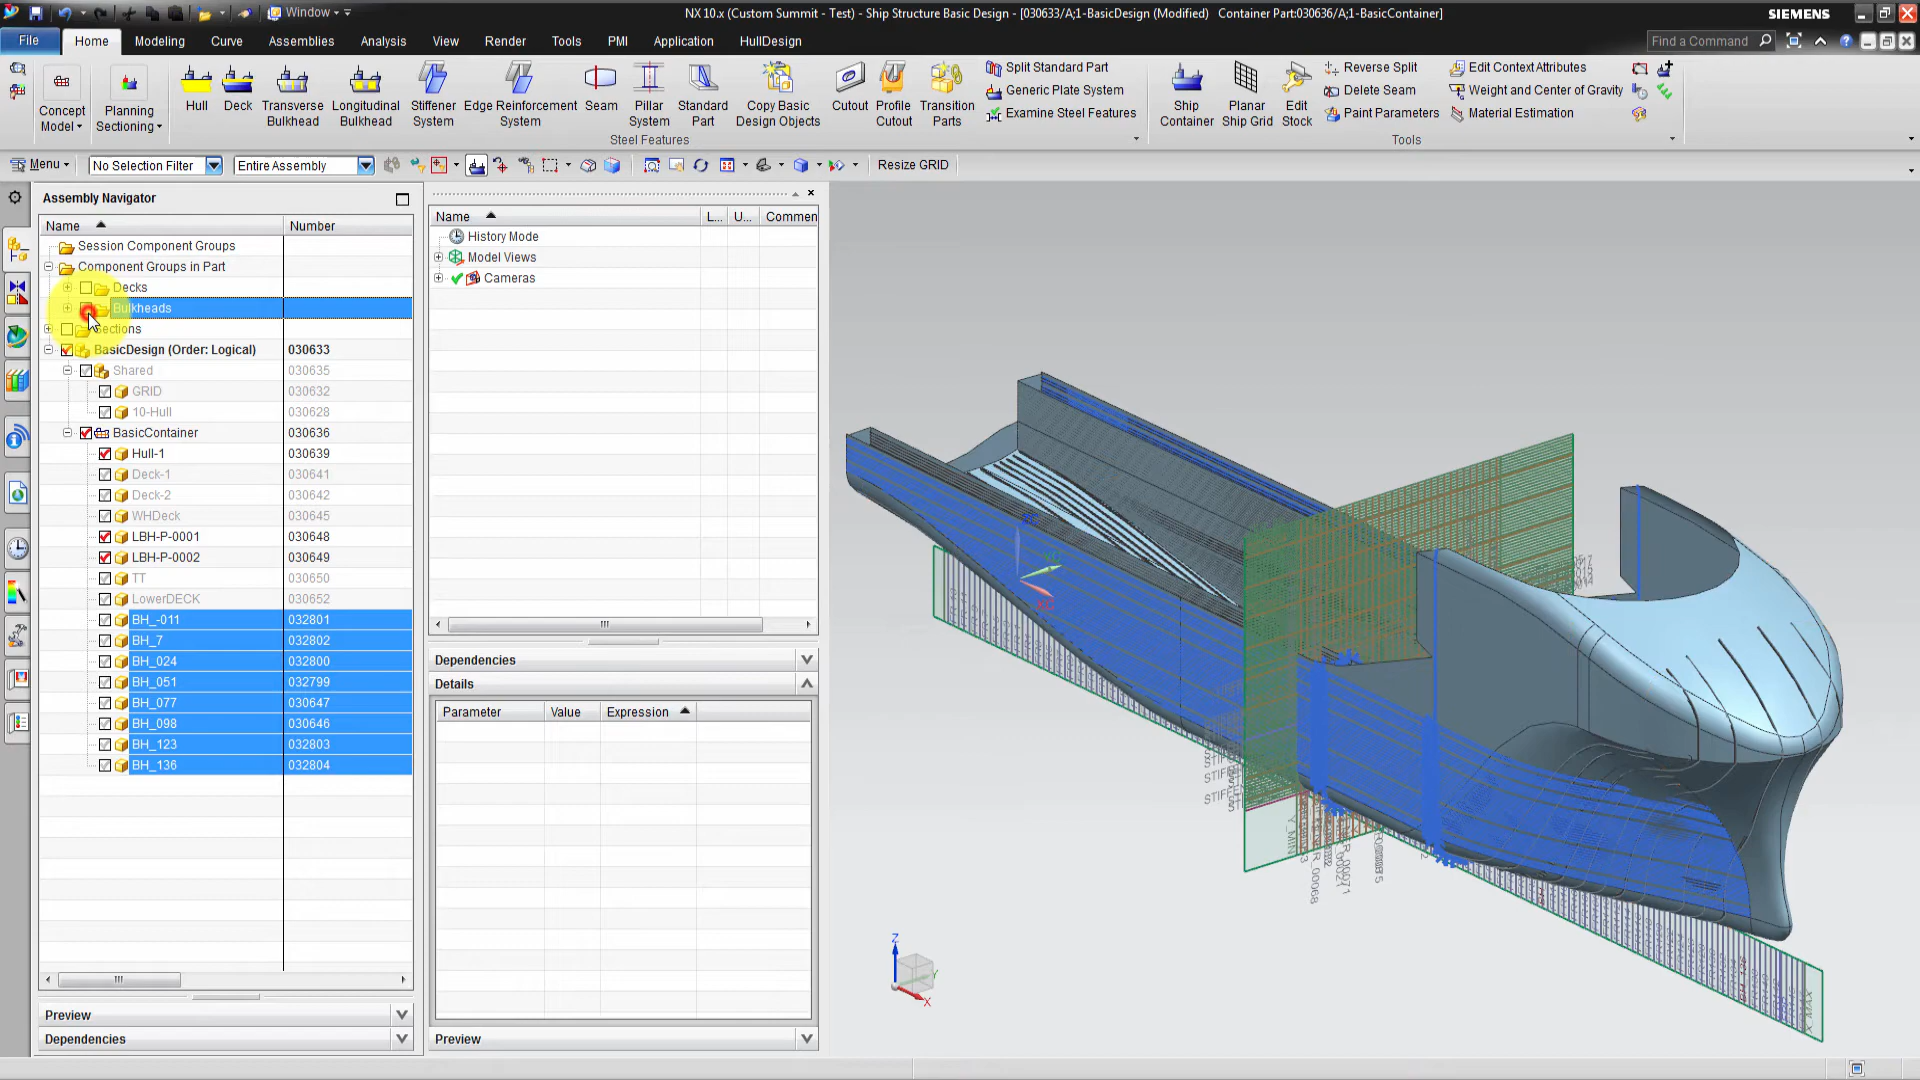 Window
NX 10.x (Custom Summit - Test) - Ship Structure Basic Design - [030633/A;1-BasicDesign (Modified)   Container Part:030636/A;1-BasicContainer]
SIEMENS
File Home Modeling Curve Assemblies Analysis View Render Tools PMI Application HullDesign
Find a Command
Concept Model
Planning Sectioning
Hull
Deck
Transverse Bulkhead
Longitudinal Bulkhead
Stiffener System
Edge Reinforcement System
Seam
Pillar System
Standard Part
Copy Basic Design Objects
Cutout
Profile Cutout
Transition Parts
Split Standard Part
Generic Plate System
Examine Steel Features
Steel Features
Ship Container
Planar Ship Grid
Edit Stock
Reverse Split
Delete Seam
Paint Parameters
Edit Context Attributes
Weight and Center of Gravity
Material Estimation
Tools
Menu
No Selection Filter
Entire Assembly
Resize GRID
Assembly Navigator
Name Number
Session Component Groups
Component Groups in Part
Decks
Bulkheads
Sections
BasicDesign (Order: Logical) 030633
Shared 030635
GRID 030632
10-Hull 030628
BasicContainer 030636
Hull-1 030639
Deck-1 030641
Deck-2 030642
WHDeck 030645
LBH-P-0001 030648
LBH-P-0002 030649
TT 030650
LowerDECK 030652
BH_-011 032801
BH_7 032802
BH_024 032800
BH_051 032799
BH_077 030647
BH_098 030646
BH_123 032803
BH_136 032804
Preview
Dependencies
Name L... U... Commen
History Mode
Model Views
Cameras
Dependencies
Details
Parameter Value Expression
Preview
XC
Z
Y
X